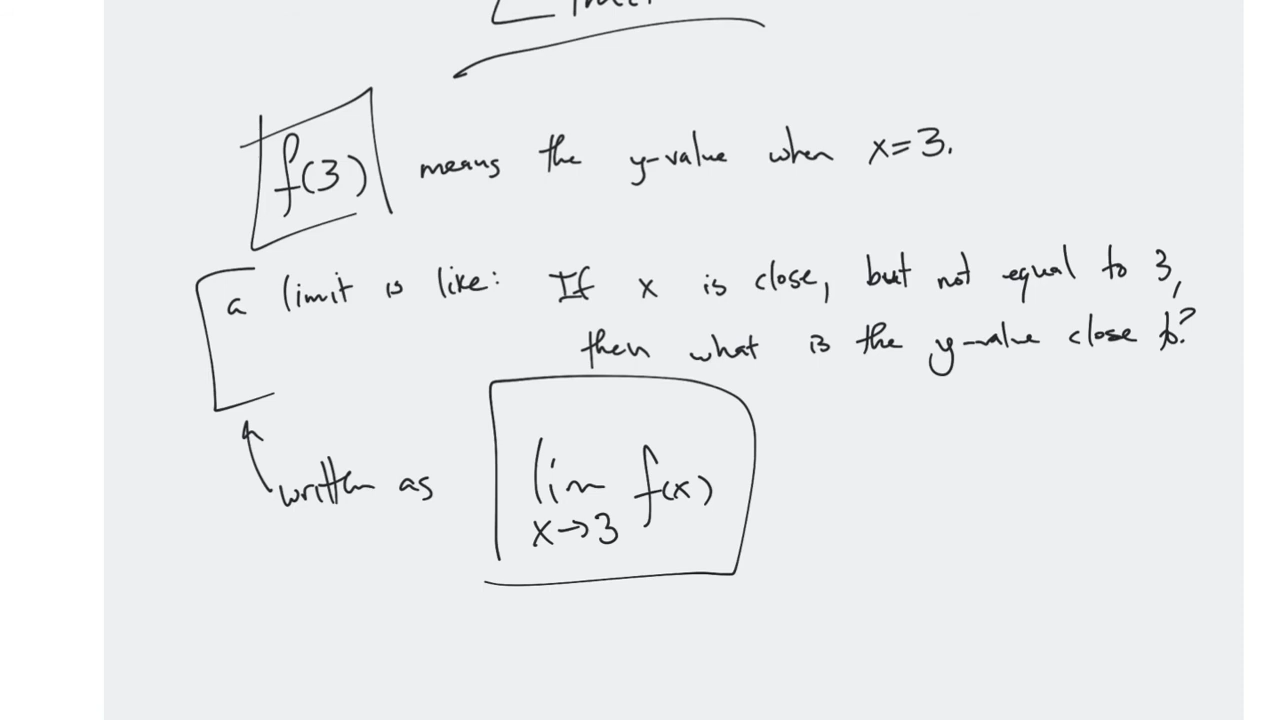 f(3) means the y-value when x=3.
a limit is like: If x is close, but not equal to 3,
then what is the y-value close to?
written as lim f(x)
x→3